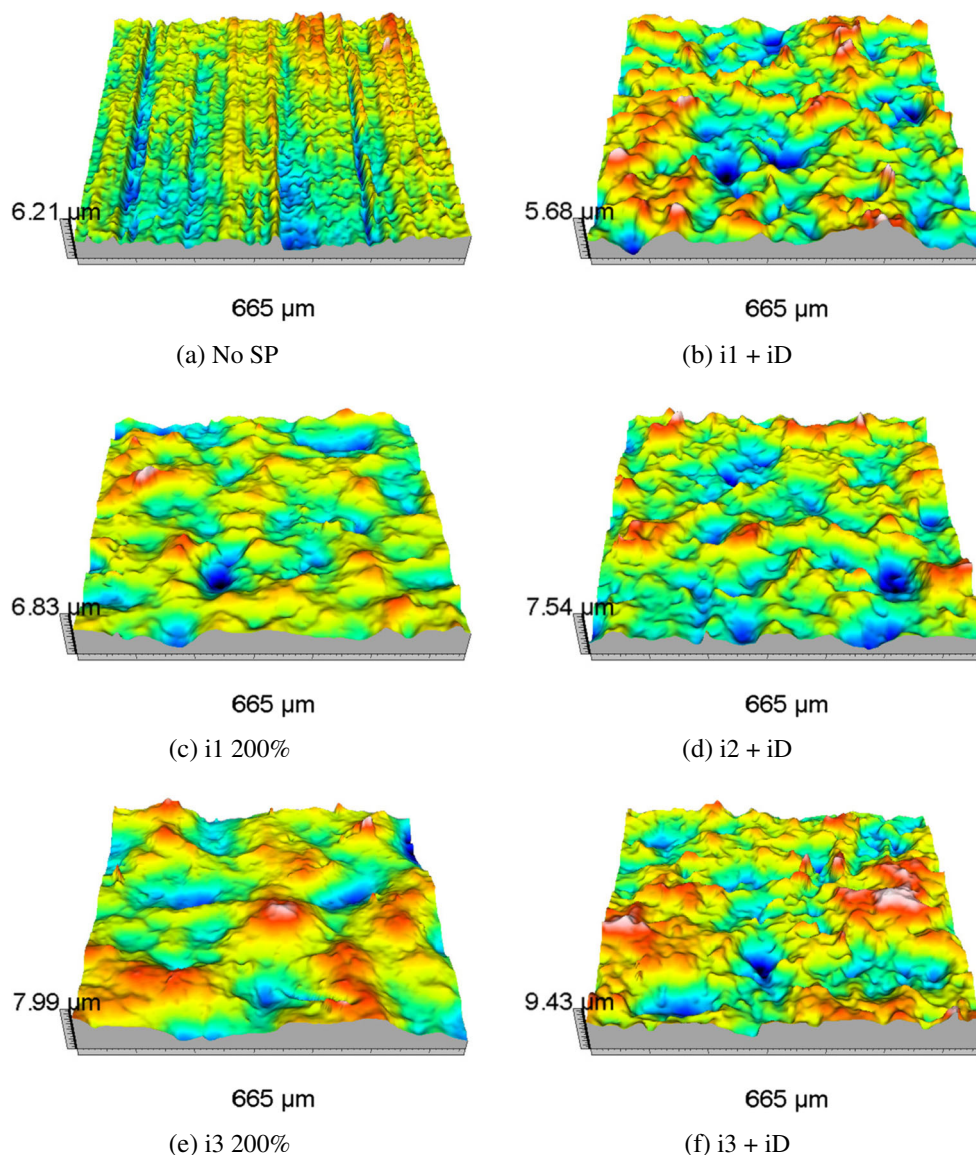 6.21 µm
5.68 µm
665 µm
665 µm
(a) No SP
(b) i1 + iD
6.83 µm
7.54 µm
665 µm
665 µm
(c) i1 200%
(d) i2 + iD
7.99 µm
9.43 µm
665 µm
665 µm
(e) i3 200%
(f) i3 + iD